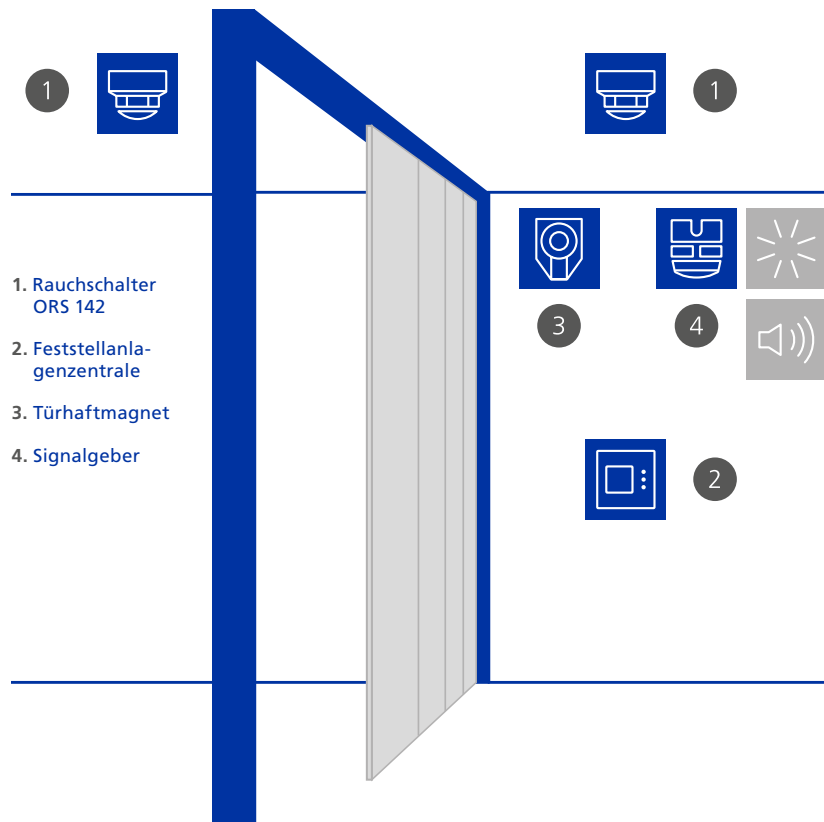 1
1
1. Rauchschalter
ORS 142
2. Feststellanla-
genzentrale
3. Türhaftmagnet
4. Signalgeber
3
4
2